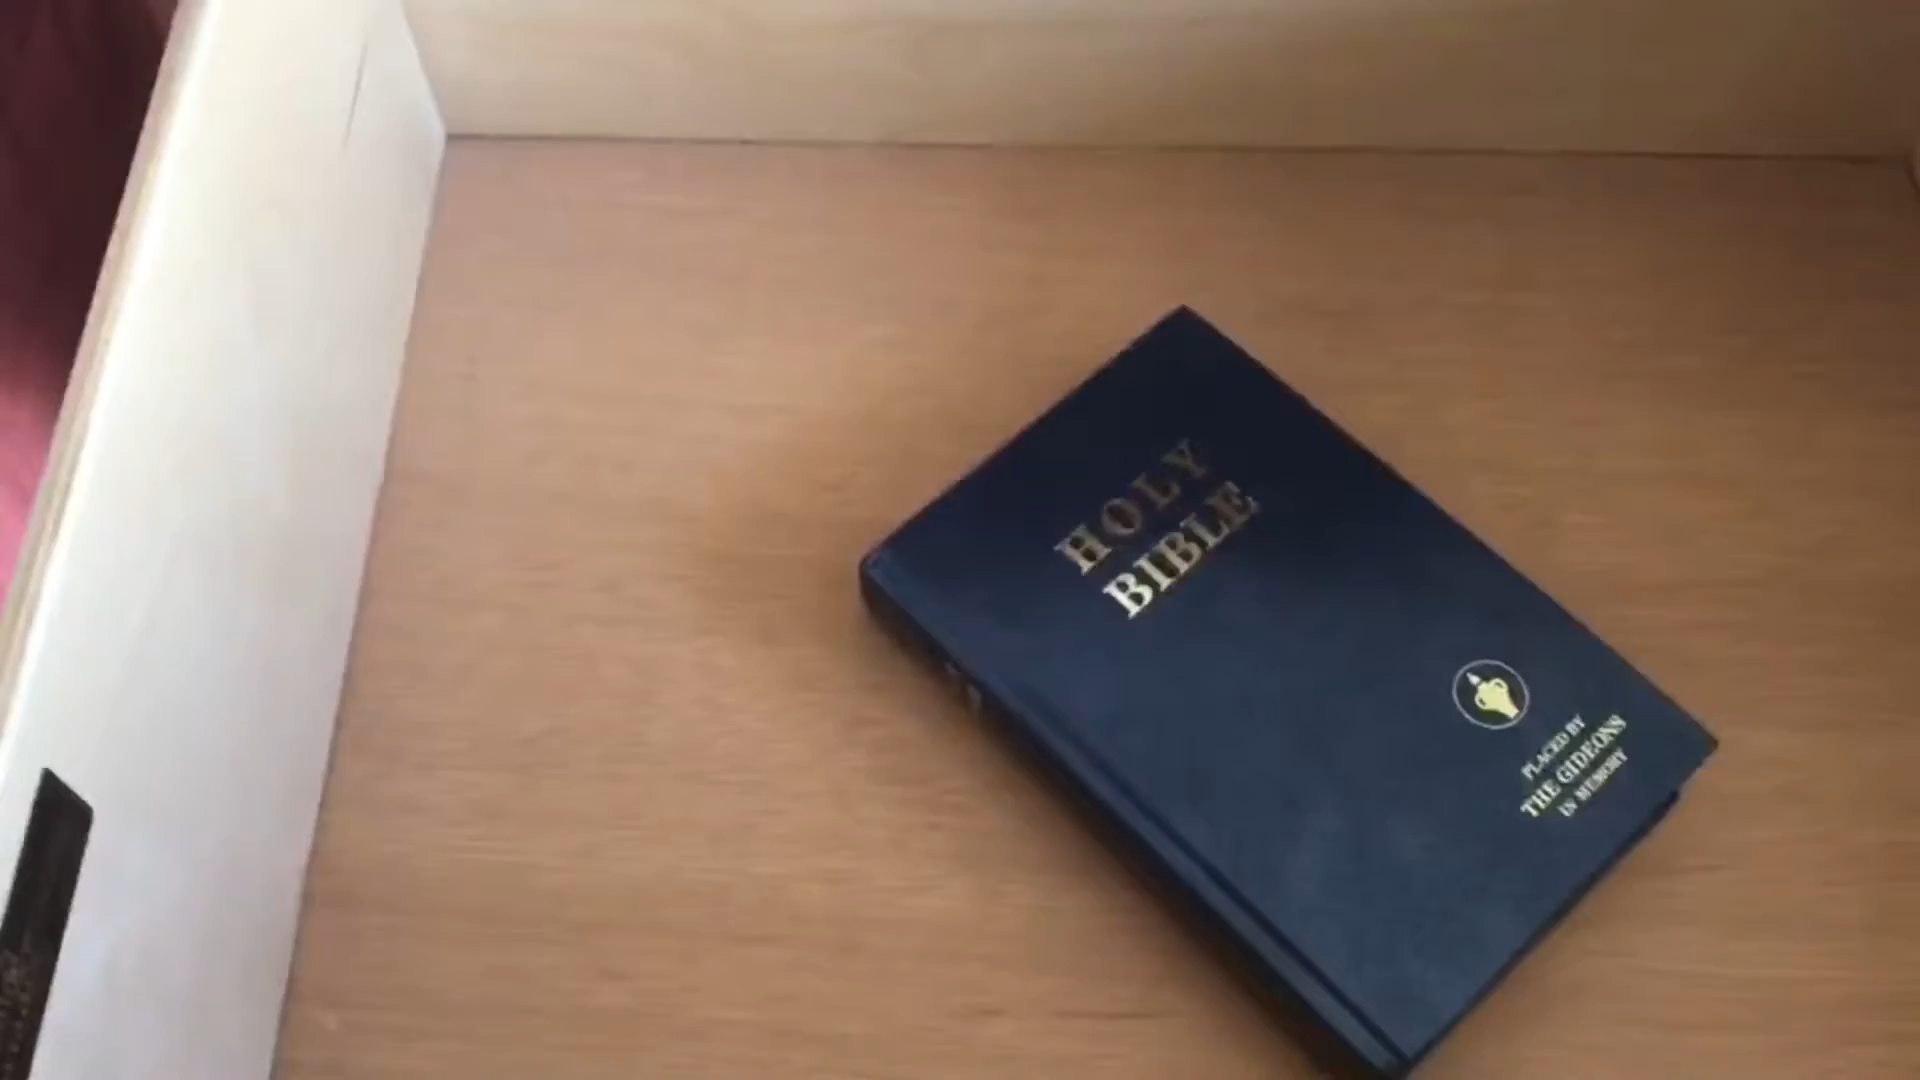 HOLY
BIBLE
PLACED BY
THE GIDEONS
IN MEMORY